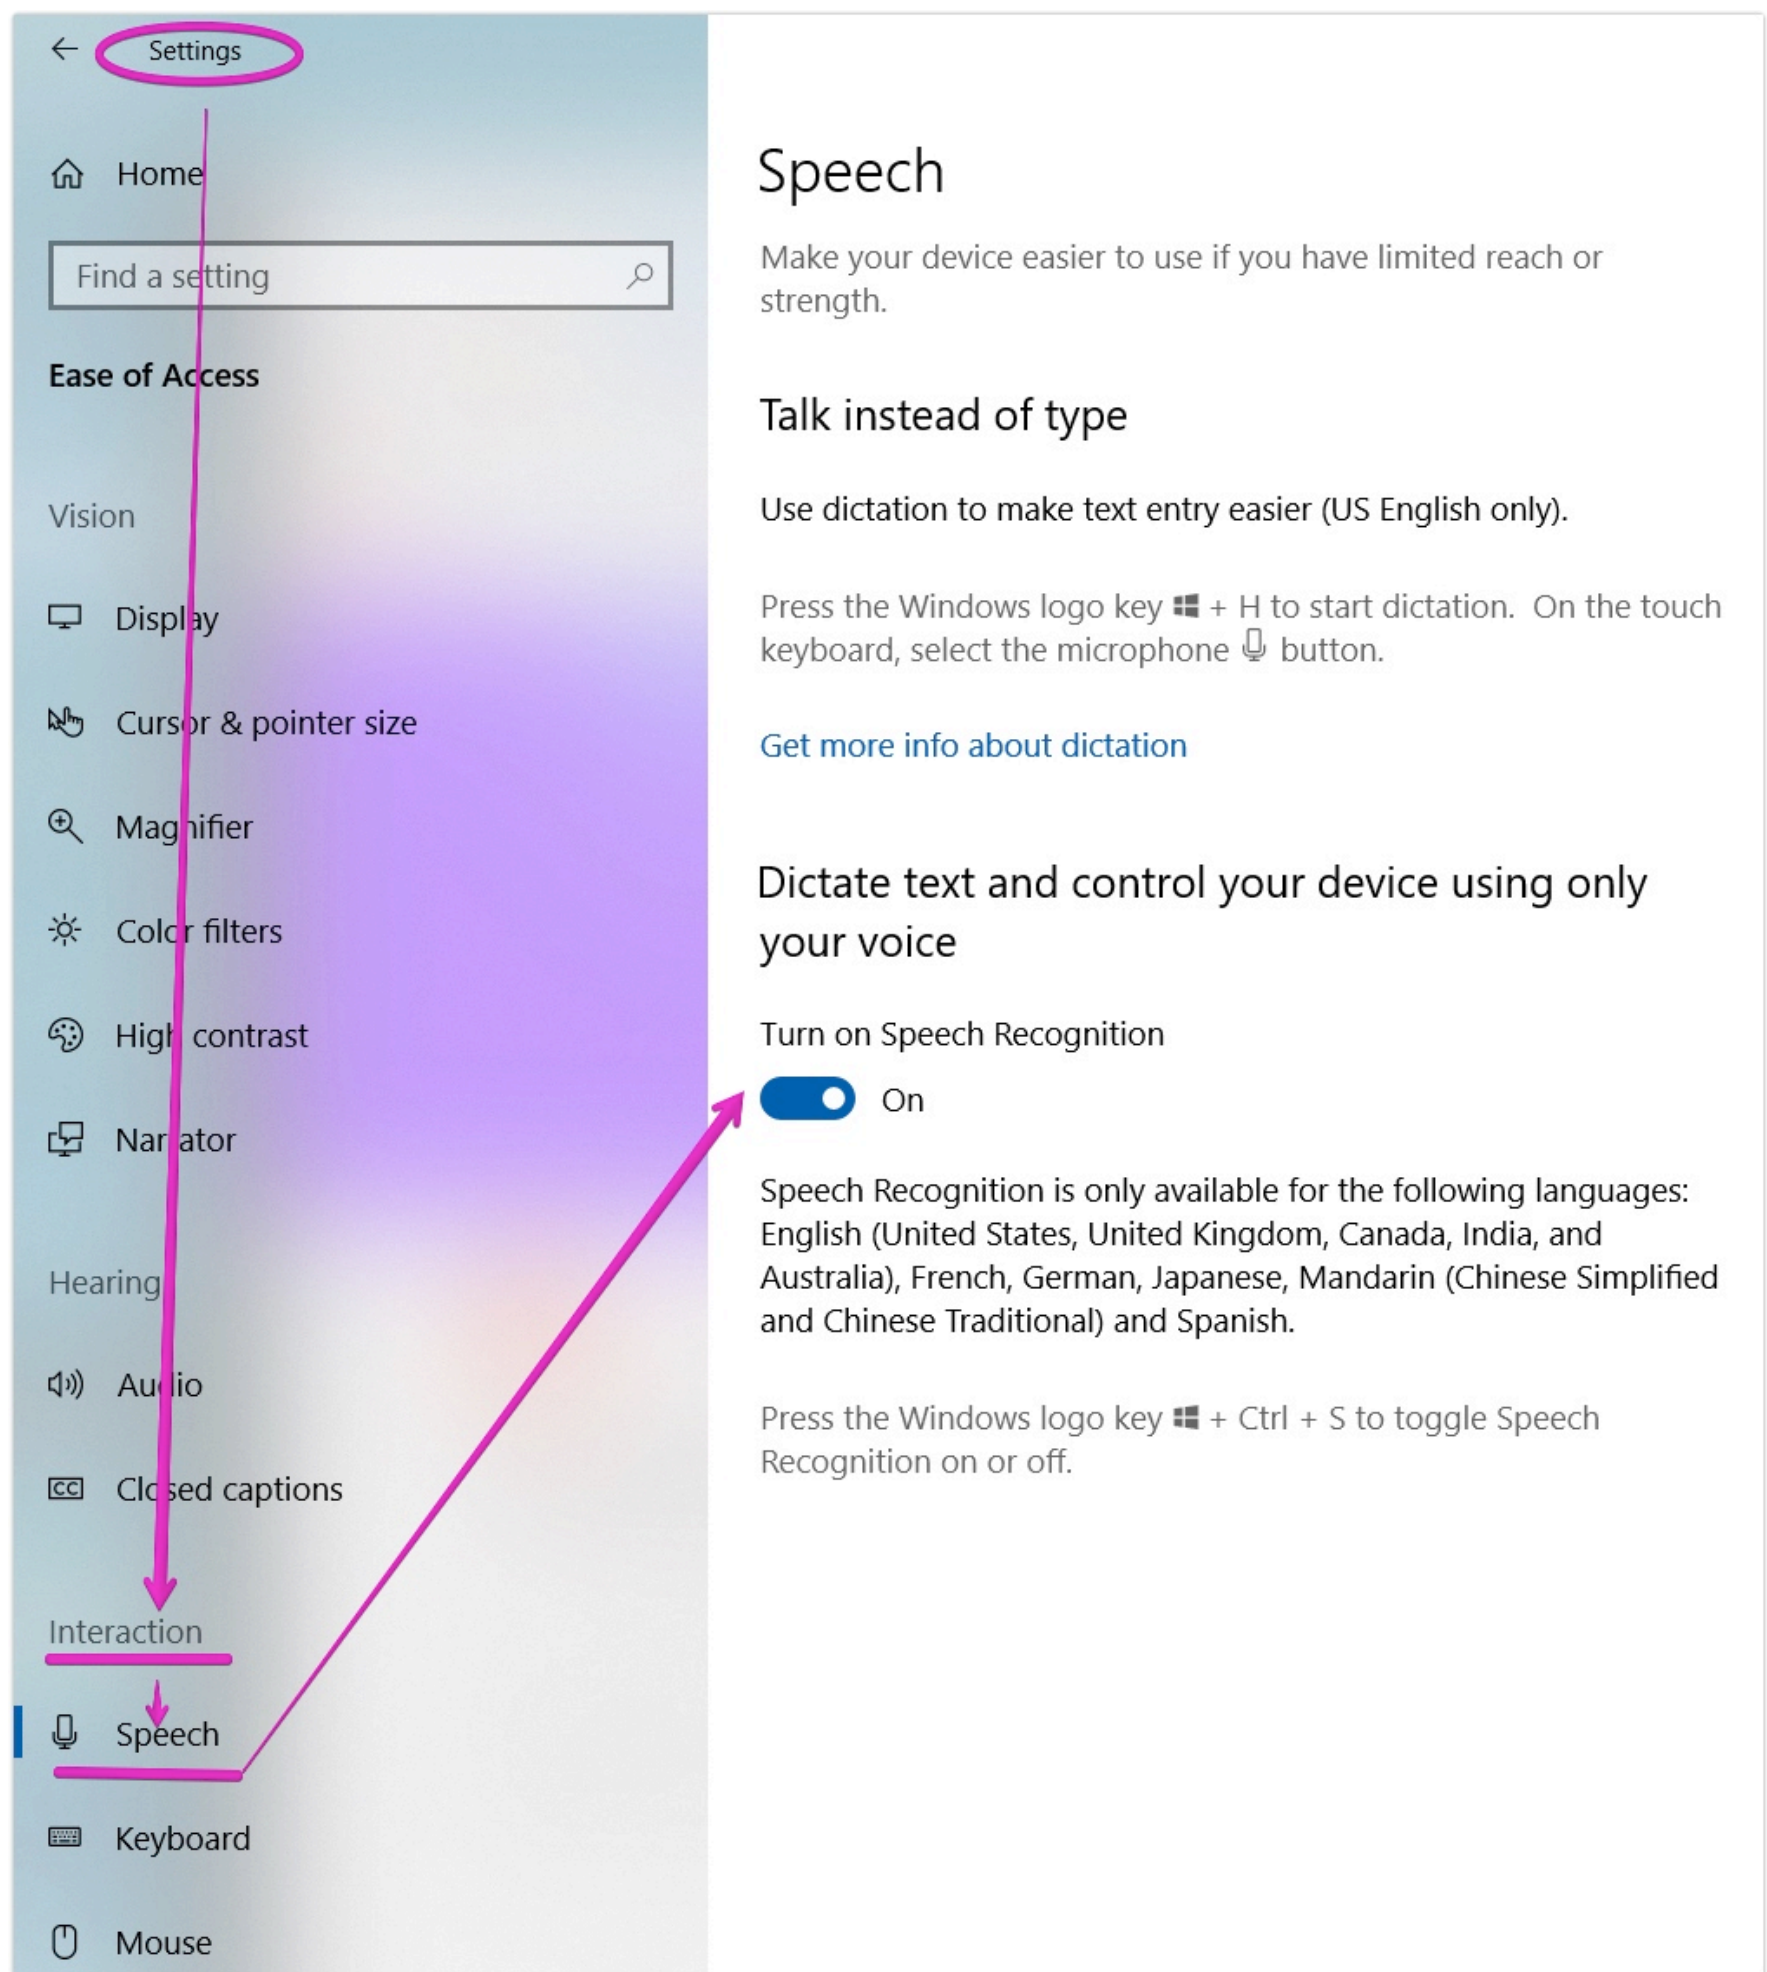 Settings
Home
Find a setting
Ease of Access
Vision
Display
Cursor & pointer size
Magnifier
Color filters
High contrast
Narrator
Hearing
Audio
CC Closed captions
Interaction
Speech
Keyboard
Mouse
Speech
Make your device easier to use if you have limited reach or
strength.
Talk instead of type
Use dictation to make text entry easier (US English only).
Press the Windows logo key + H to start dictation.  On the touch
keyboard, select the microphone button.
Get more info about dictation
Dictate text and control your device using only
your voice
Turn on Speech Recognition
On
Speech Recognition is only available for the following languages:
English (United States, United Kingdom, Canada, India, and
Australia), French, German, Japanese, Mandarin (Chinese Simplified
and Chinese Traditional) and Spanish.
Press the Windows logo key + Ctrl + S to toggle Speech
Recognition on or off.